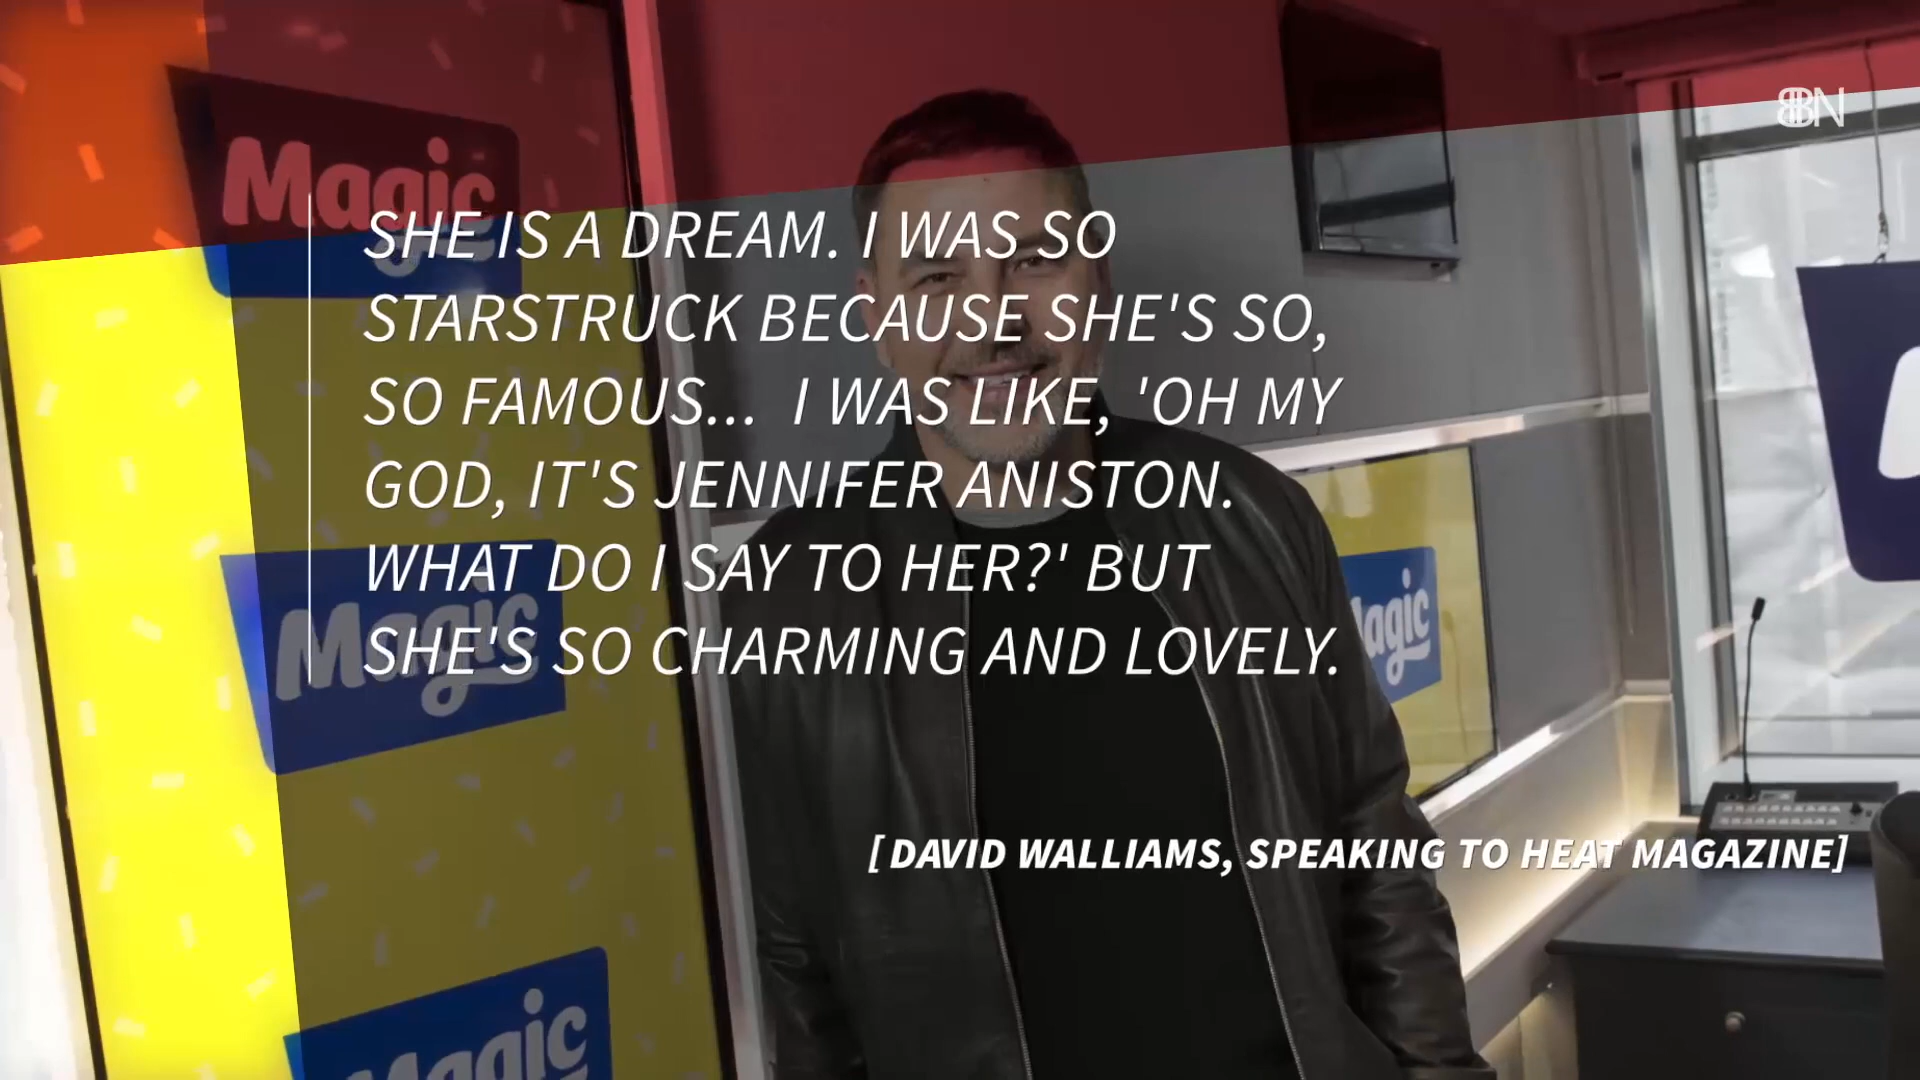 Magic
BBN
SHE IS A DREAM. I WAS SO
STARSTRUCK BECAUSE SHE'S SO,
SO FAMOUS... I WAS LIKE, 'OH MY
GOD, IT'S JENNIFER ANISTON.
WHAT DO I SAY TO HER?' BUT
SHE'S SO CHARMING AND LOVELY.
Magic
Magic
[DAVID WALLIAMS, SPEAKING TO HEAT MAGAZINE]
Magic